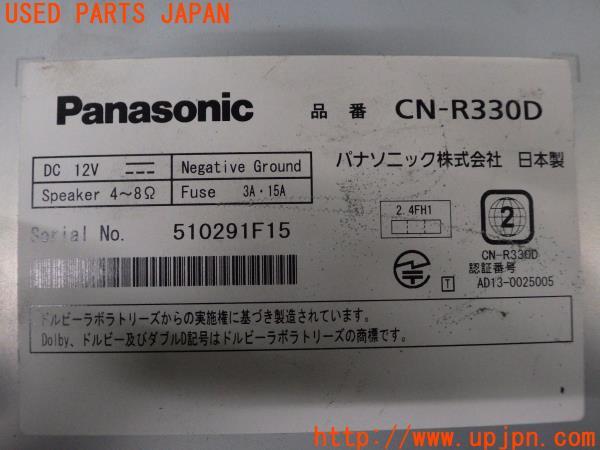 USED PARTS JAPAN
Panasonic 品番 CN-R330D
DC 12V Negative Ground
Speaker 4～8Ω Fuse 3A・15A
パナソニック株式会社 日本製
Serial No. 510291F15
2.4FH1
2
CN-R330D
認証番号
T AD13-0025005
ドルビーラボラトリーズからの実施権に基づき製造されています。
Dolby、ドルビー及びダブルD記号はドルビーラボラトリーズの商標です。
http://www.upjpn.com